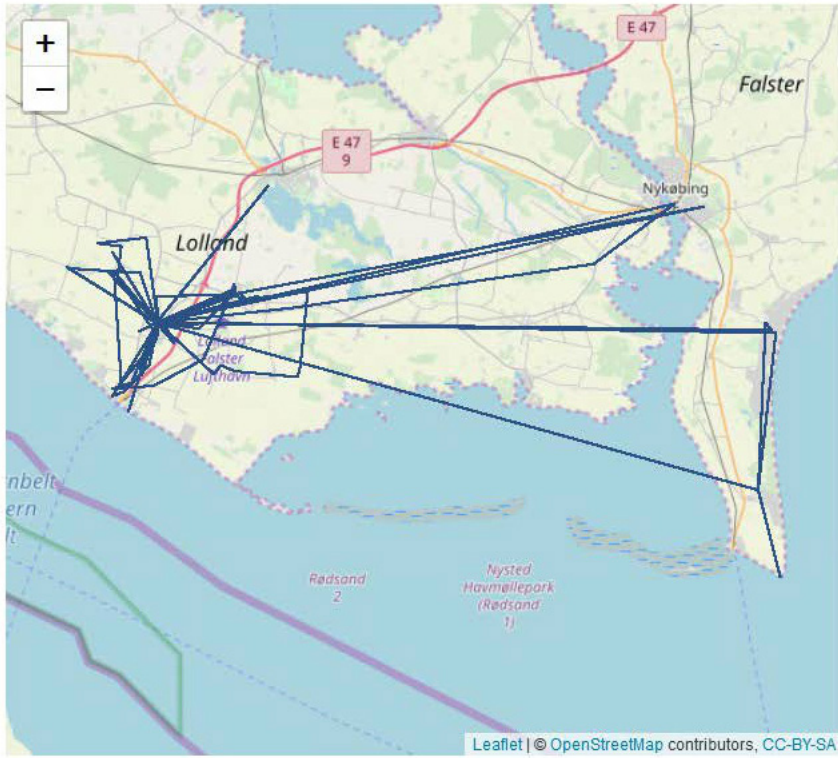 +
E 47
Falster
−
E 47
9
Nykøbing
Lolland
Lolland
Falster
Lufthavn
nbelt
ern
lt
Rødsand
2
Nysted
Havmøllepark
(Rødsand
1)
Leaflet | © OpenStreetMap contributors, CC-BY-SA